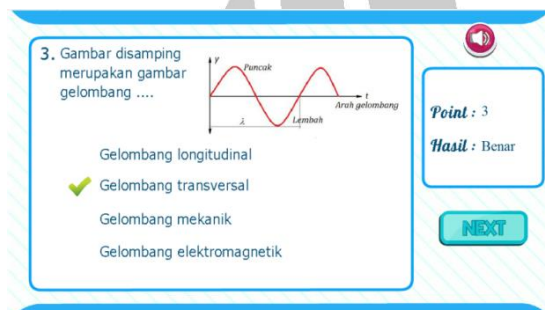 3. Gambar disamping
merupakan gambar
gelombang ....
y
Puncak
t
Arah gelombang
λ
Lembah
Gelombang longitudinal
Gelombang transversal
Gelombang mekanik
Gelombang elektromagnetik
Point : 3
Hasil : Benar
NEXT